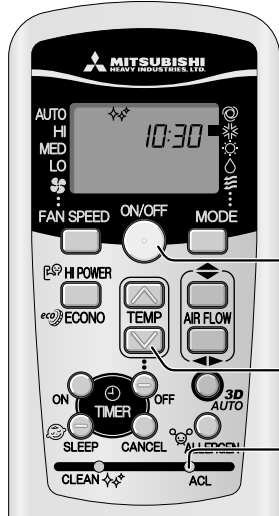 MITSUBISHI
HEAVY INDUSTRIES, LTD.
AUTO
HI
MED
LO
10:30
FAN SPEED
ON/OFF
MODE
HI POWER
eco ECONO
TEMP
AIR FLOW
ON
TIMER
OFF
3D
AUTO
SLEEP
CANCEL
ALLERGEN
CLEAN
ACL